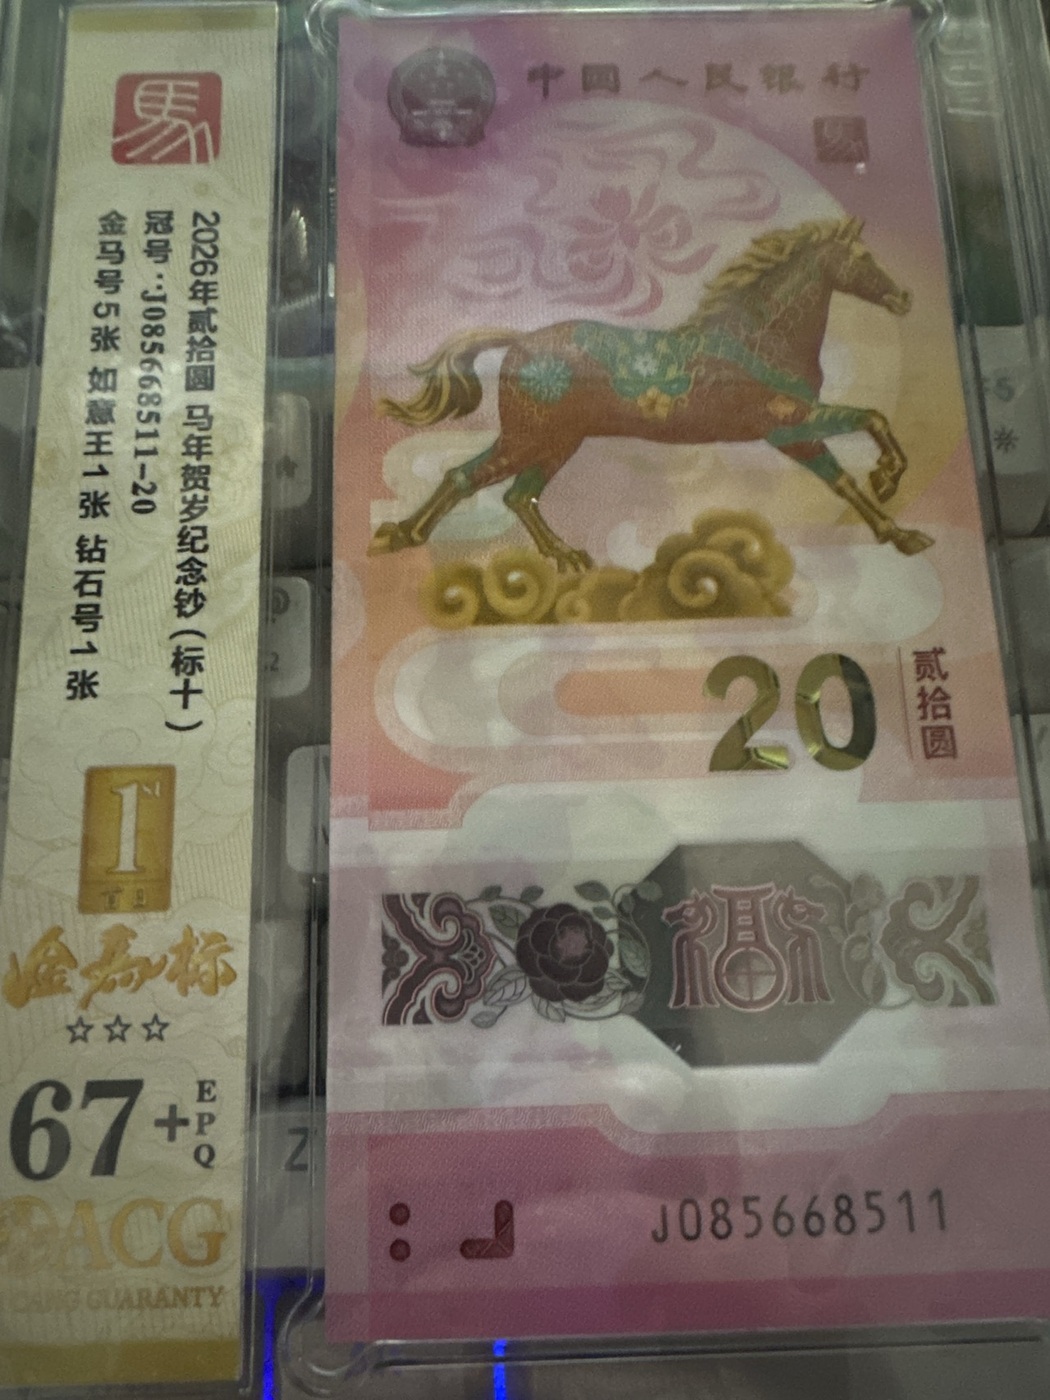 馬
2026年贰拾圆 马年贺岁纪念钞(标十)
冠号:J085668511-20
金马号5张 如意王1张 钻石号1张
1
金马标
☆☆☆
67+
EPQ
ACG
GUARANTY
中国人民银行
20
贰拾圆
福
J085668511
Z